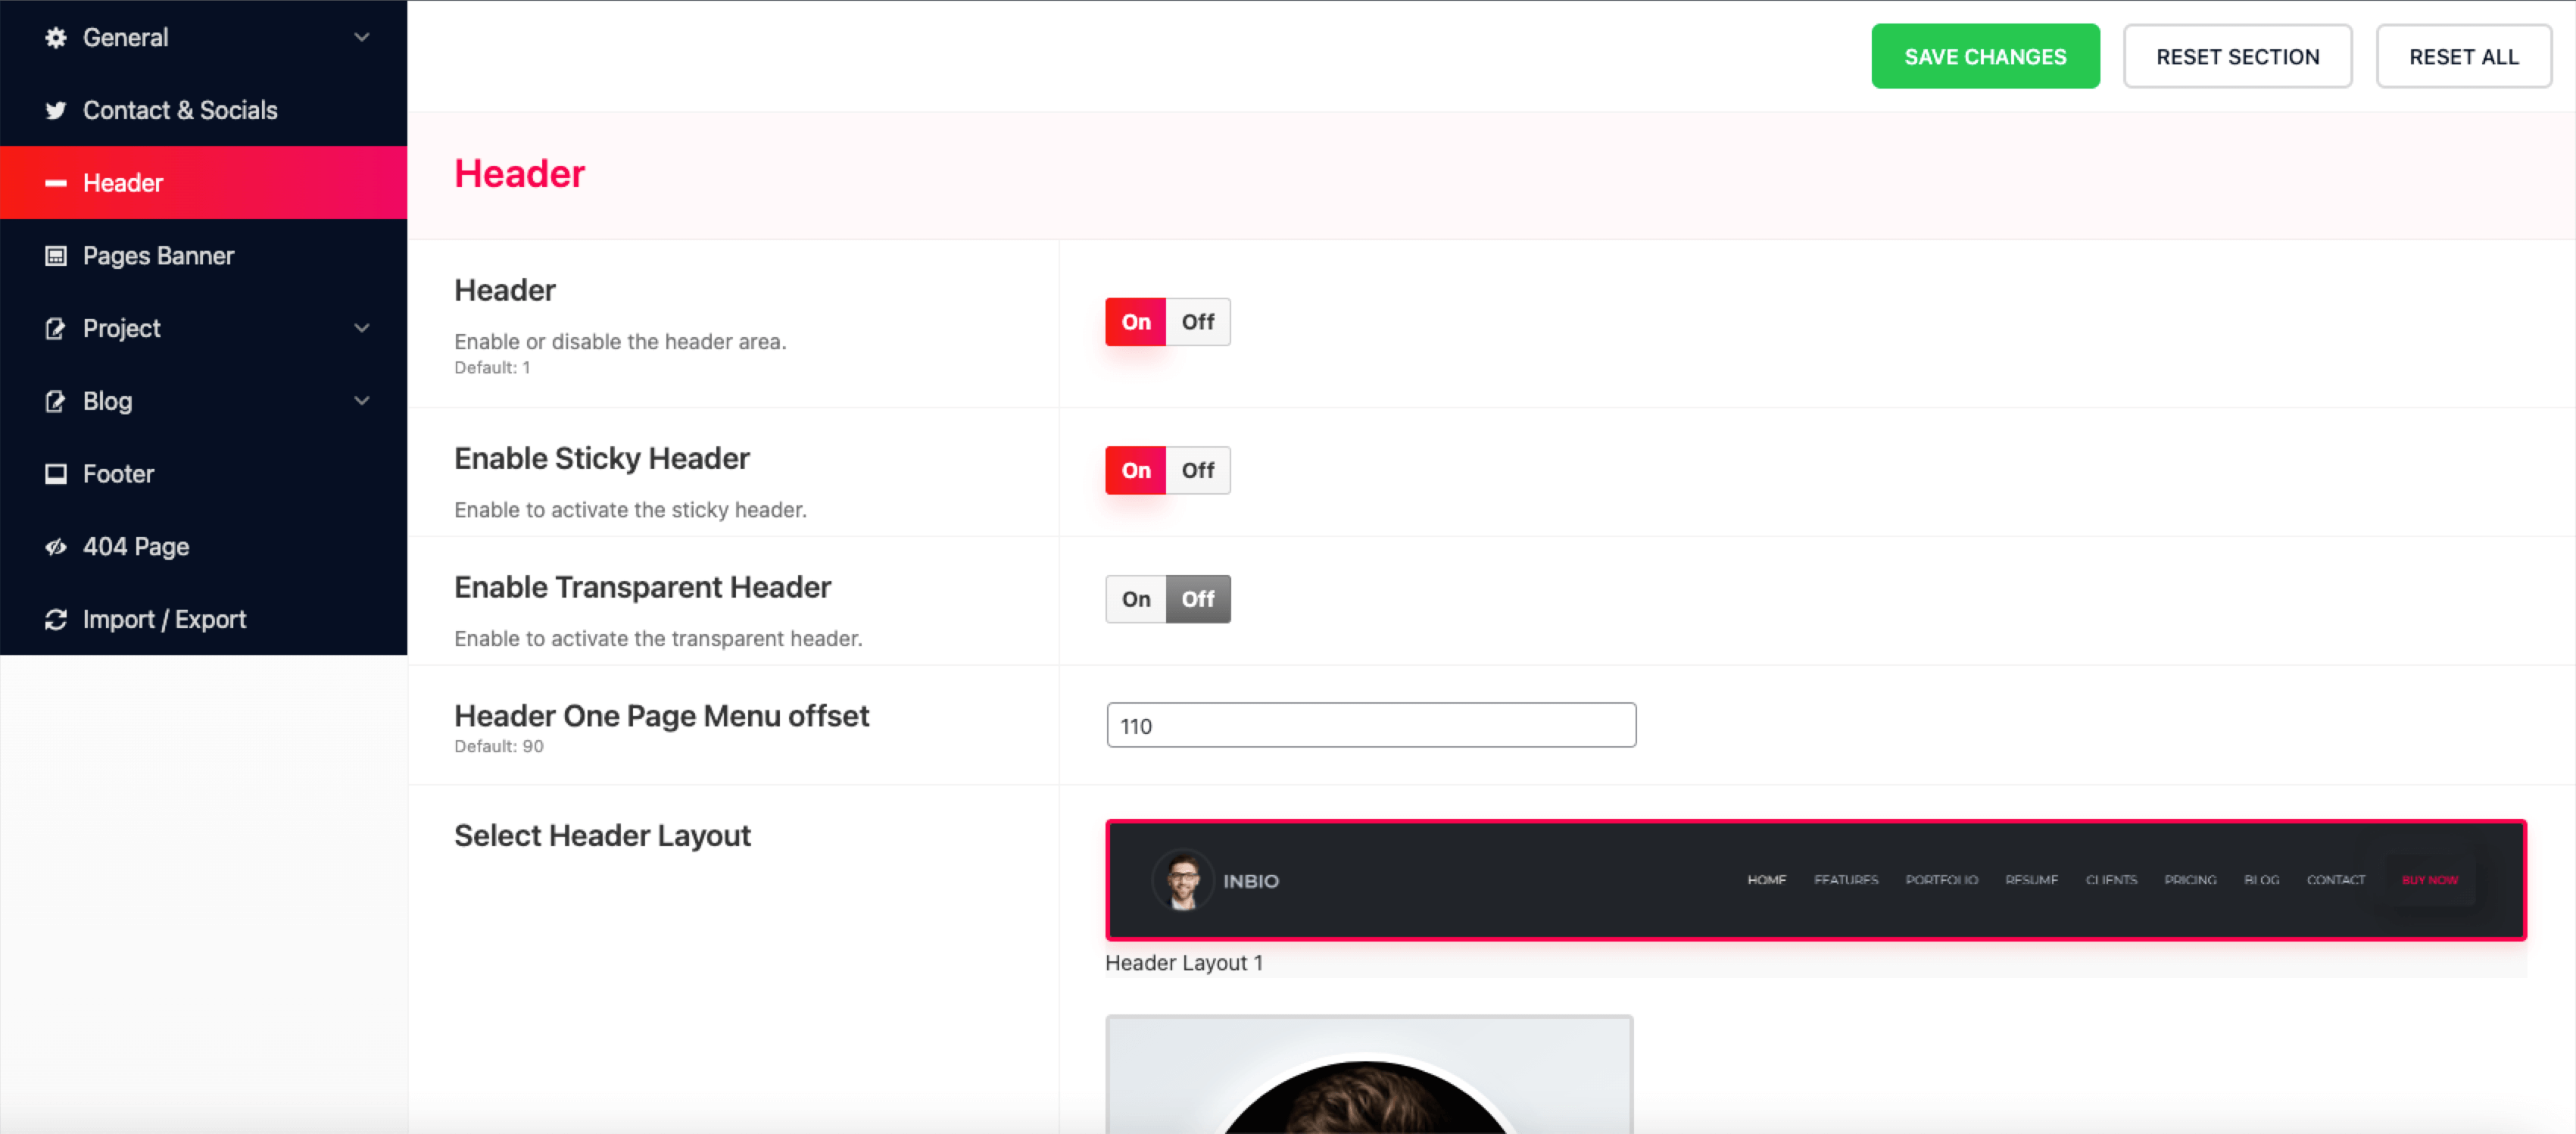 General
Contact & Socials
Header
Pages Banner
Project
Blog
Footer
404 Page
Import / Export
SAVE CHANGES
RESET SECTION
RESET ALL
Header
Header
Enable or disable the header area.
Default: 1
On Off
Enable Sticky Header
Enable to activate the sticky header.
On Off
Enable Transparent Header
Enable to activate the transparent header.
On Off
Header One Page Menu offset
Default: 90
110
Select Header Layout
INBIO
HOME FEATURES PORTFOLIO RESUME CLIENTS PRICING BLOG CONTACT BUY NOW
Header Layout 1